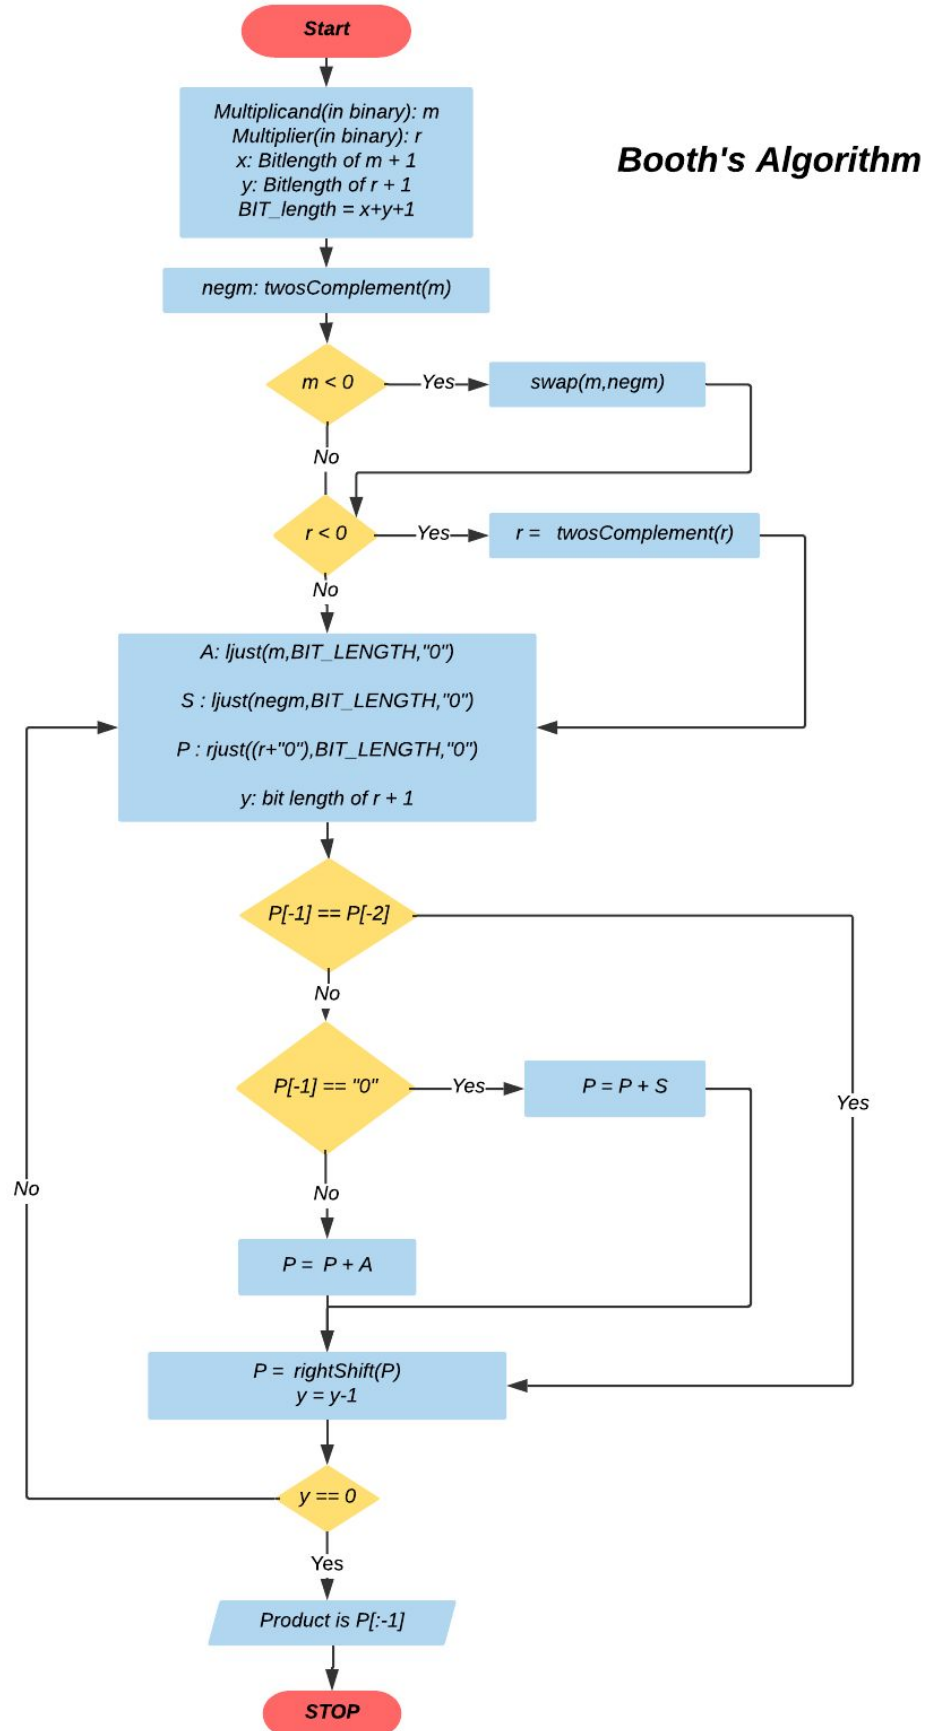 Start
Multiplicand(in binary): m
Multiplier(in binary): r
x: Bitlength of m + 1
y: Bitlength of r + 1
BIT_length = x+y+1
Booth's Algorithm
negm: twosComplement(m)
m < 0
Yes
swap(m,negm)
No
r < 0
Yes
r = twosComplement(r)
No
A: ljust(m,BIT_LENGTH,"0")
S : ljust(negm,BIT_LENGTH,"0")
P : rjust((r+"0"),BIT_LENGTH,"0")
y: bit length of r + 1
P[-1] == P[-2]
No
P[-1] == "0"
Yes
P = P + S
Yes
No
No
P = P + A
P = rightShift(P)
y = y-1
y == 0
Yes
Product is P[:-1]
STOP